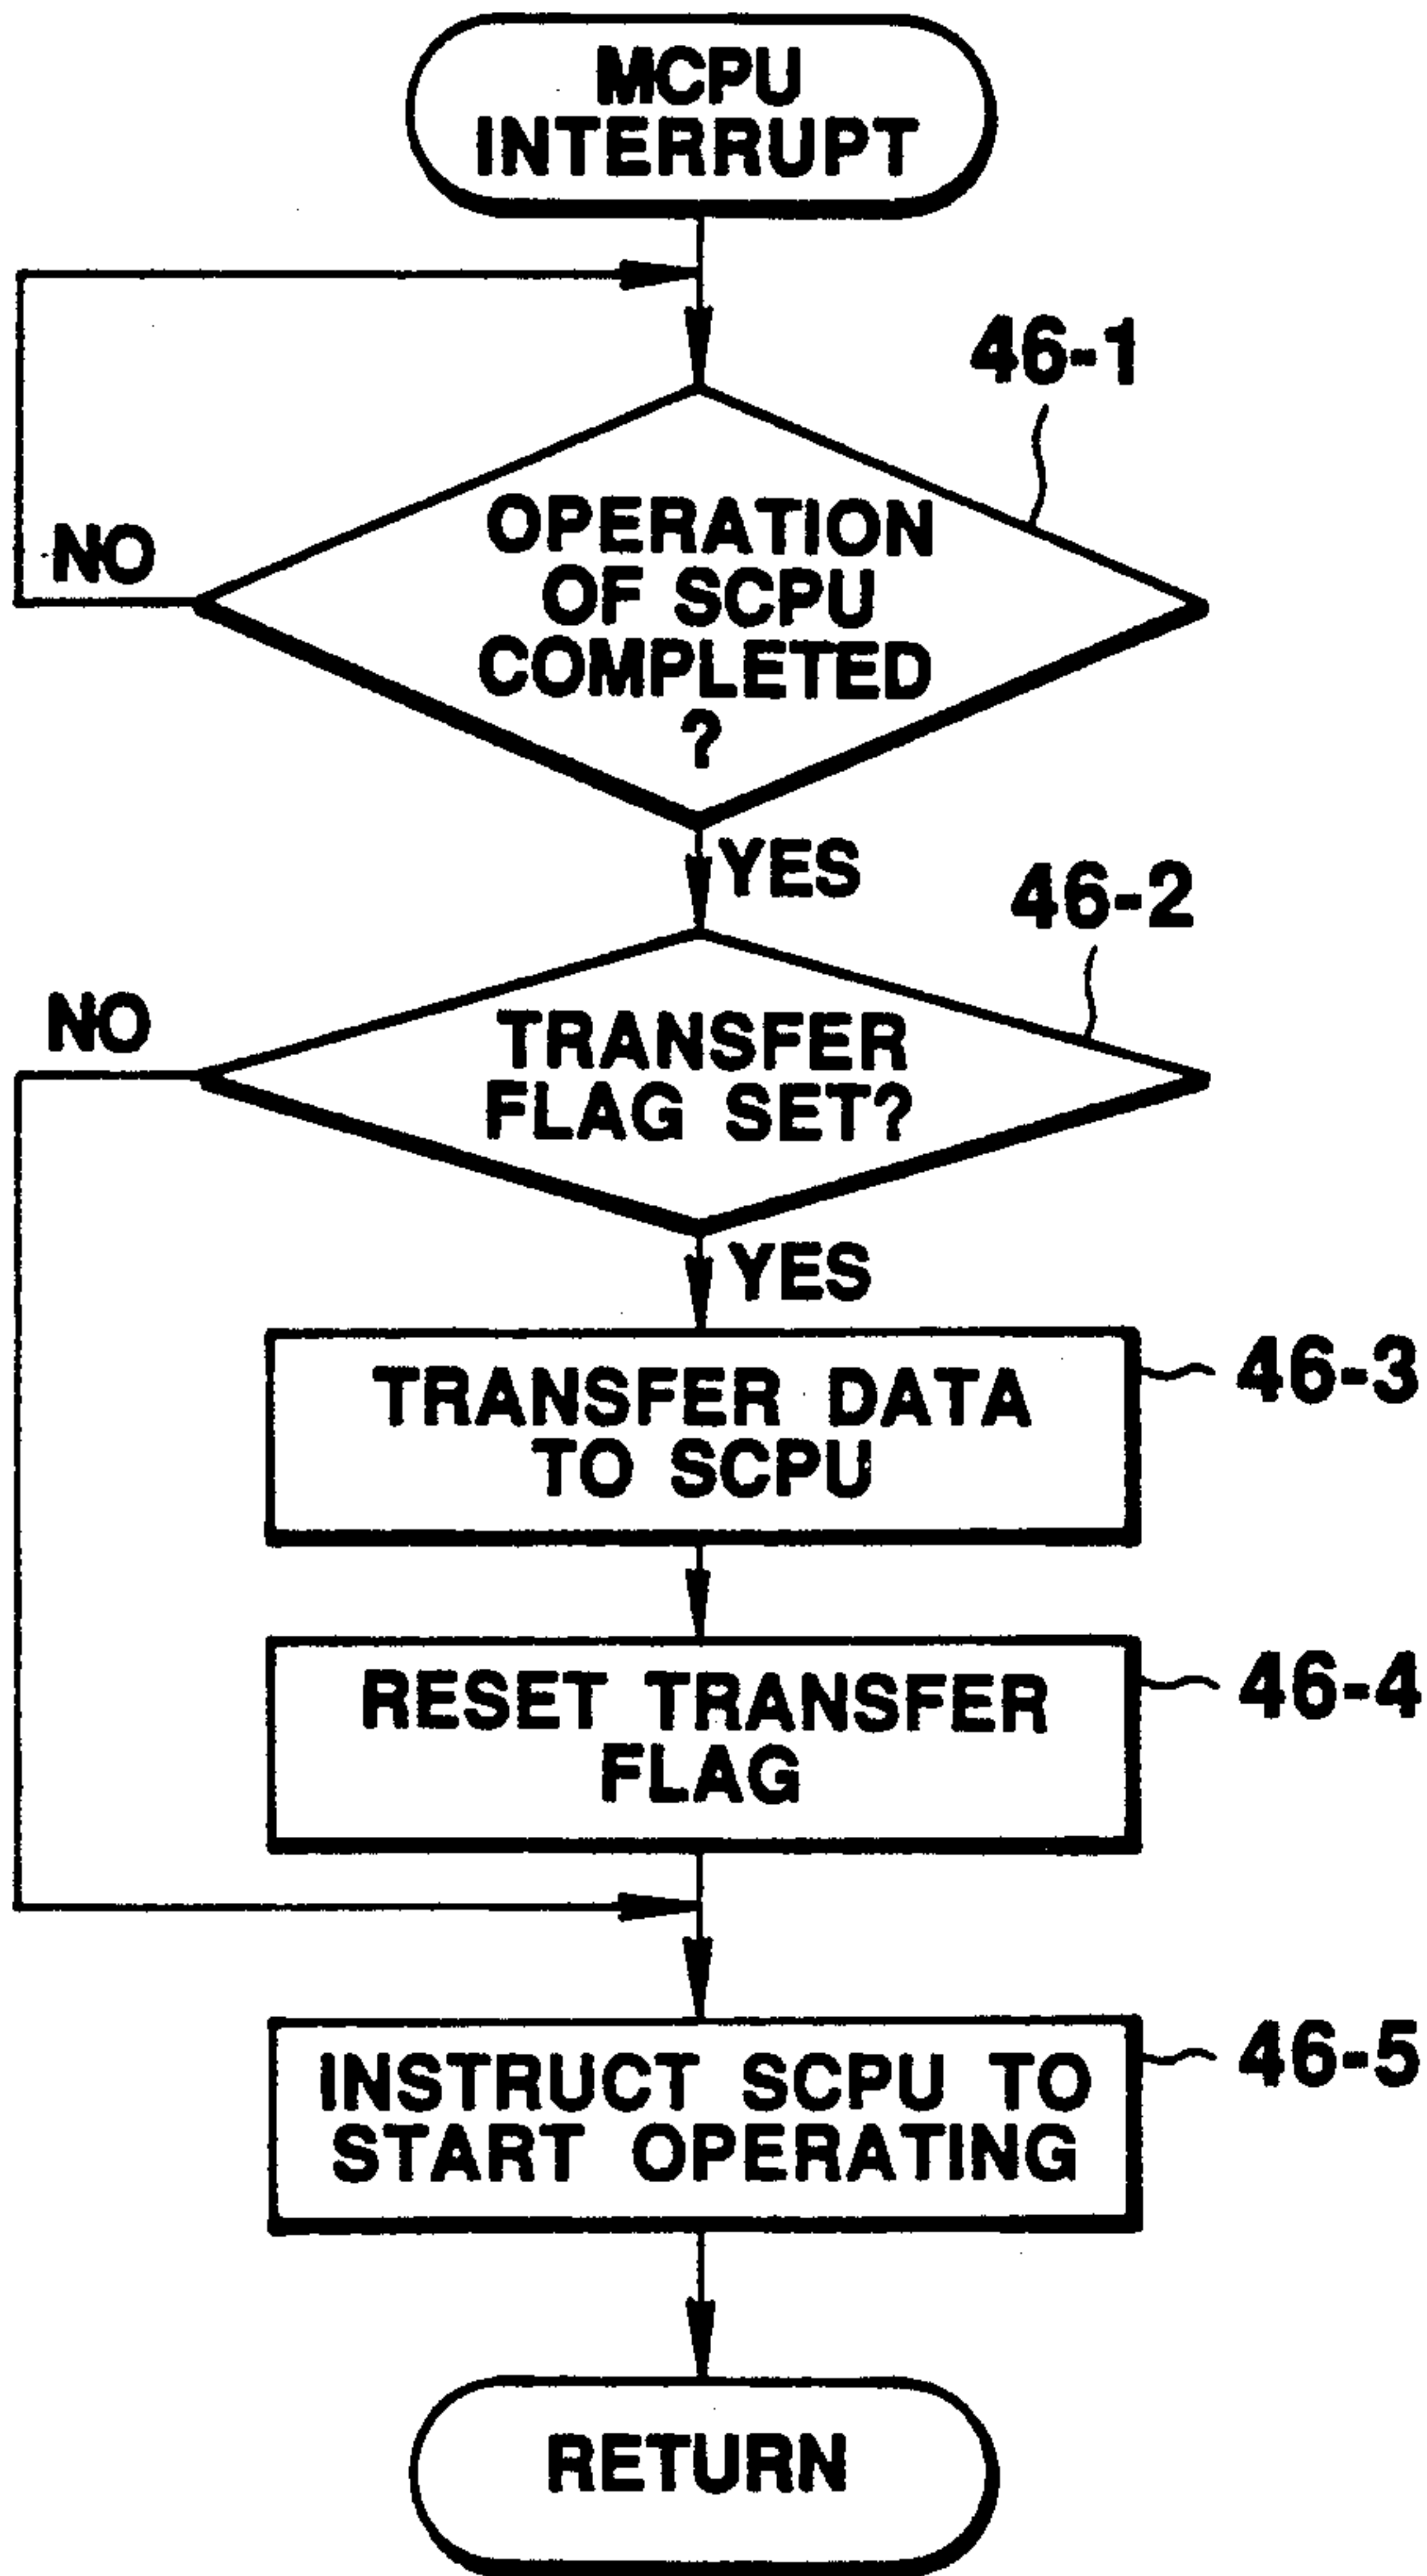 MCPU
INTERRUPT
46-1
OPERATION
OF SCPU
COMPLETED
?
NO
YES
46-2
NO
TRANSFER
FLAG SET?
YES
TRANSFER DATA
TO SCPU
46-3
RESET TRANSFER
FLAG
46-4
INSTRUCT SCPU TO
START OPERATING
46-5
RETURN